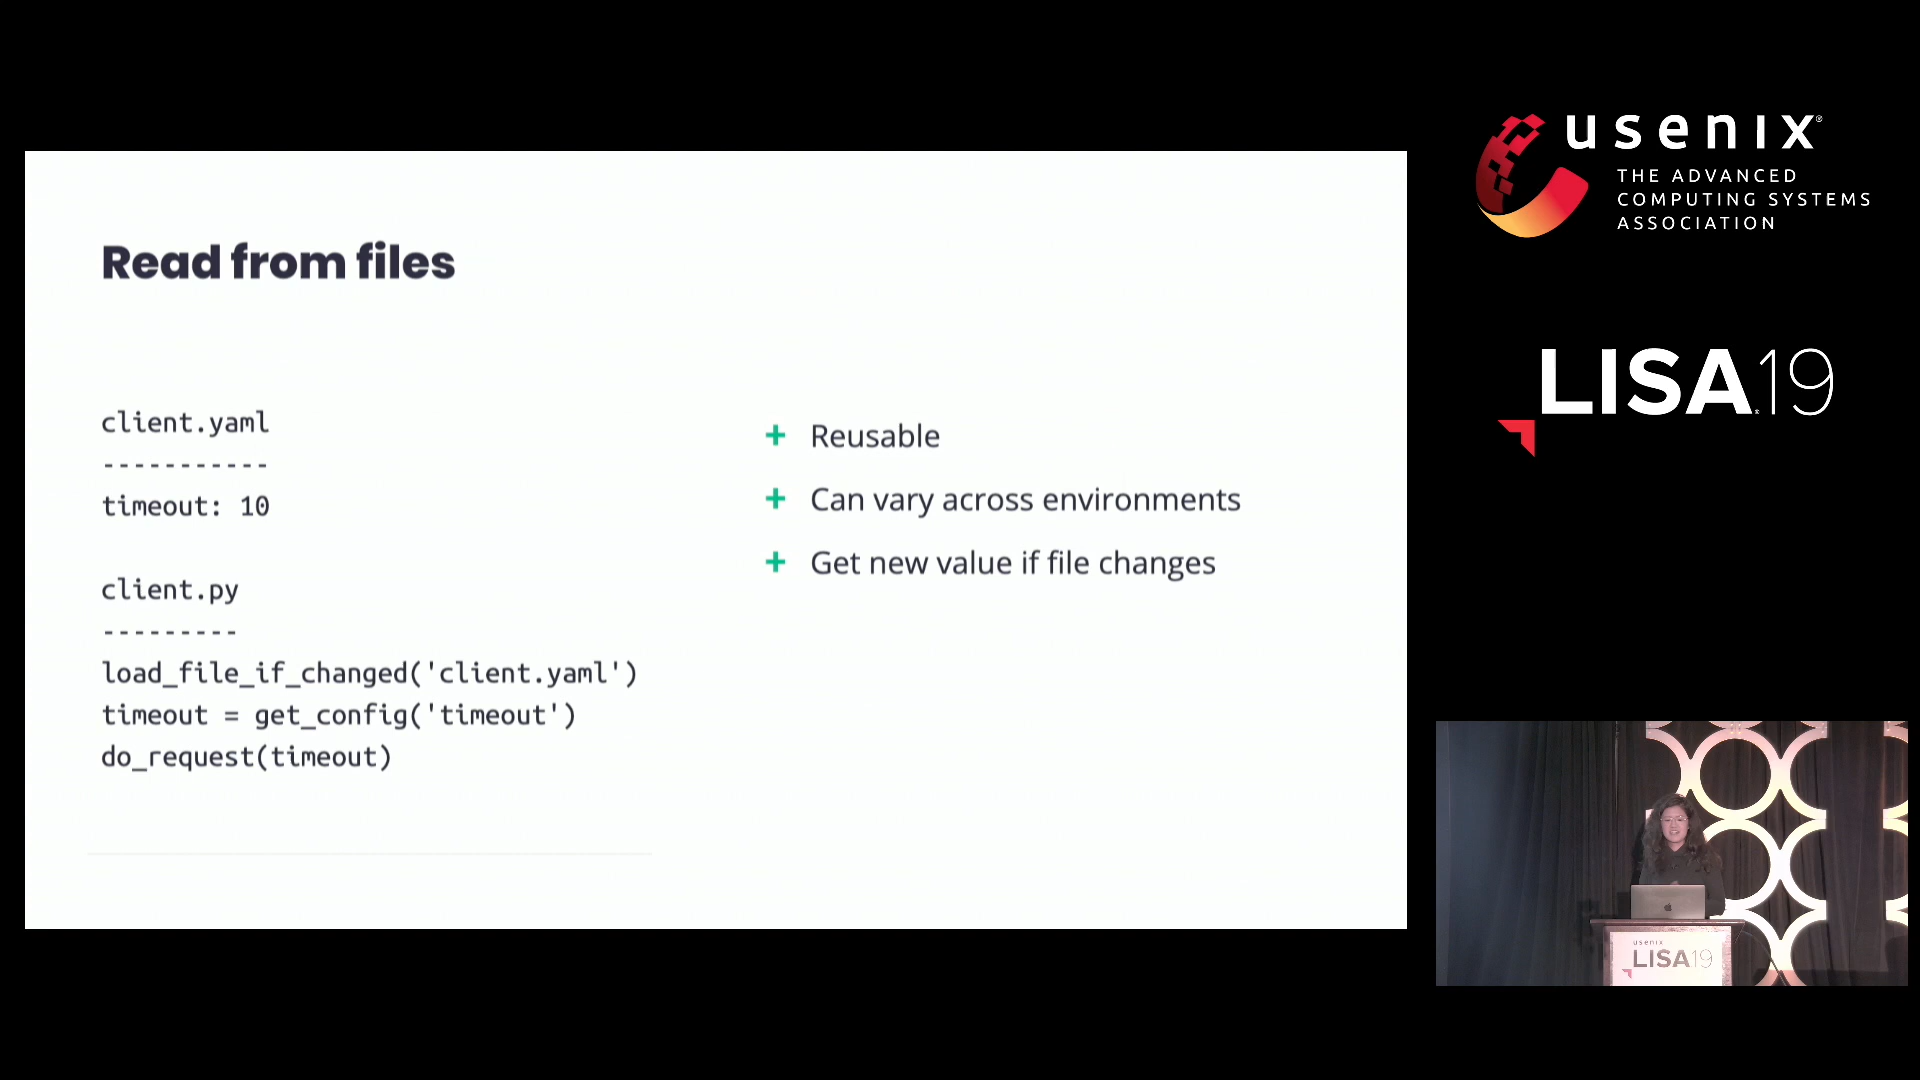 Read from files
client.yaml
-----------
timeout: 10
client.py
---------
load_file_if_changed('client.yaml')
timeout = get_config('timeout')
do_request(timeout)
+ Reusable
+ Can vary across environments
+ Get new value if file changes
usenix®
THE ADVANCED
COMPUTING SYSTEMS
ASSOCIATION
LISA19
usenix
LISA19